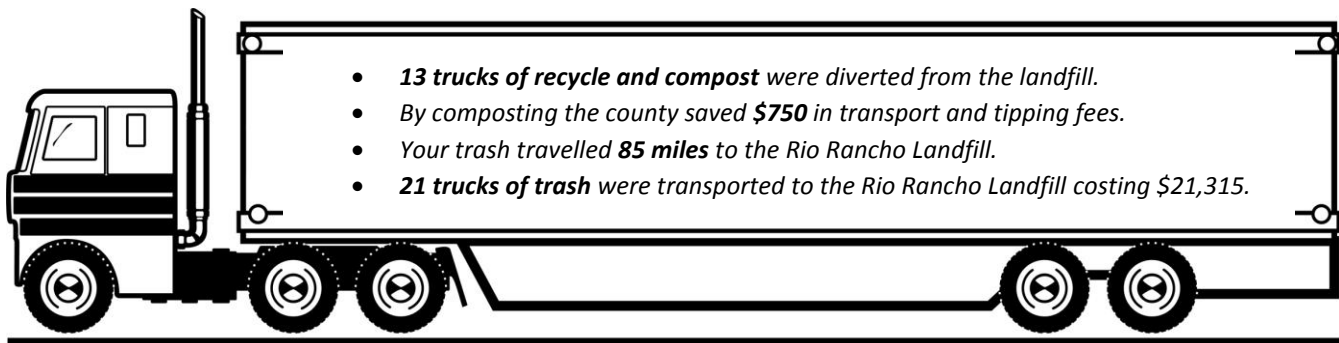 • 13 trucks of recycle and compost were diverted from the landfill.
• By composting the county saved $750 in transport and tipping fees.
• Your trash travelled 85 miles to the Rio Rancho Landfill.
• 21 trucks of trash were transported to the Rio Rancho Landfill costing $21,315.